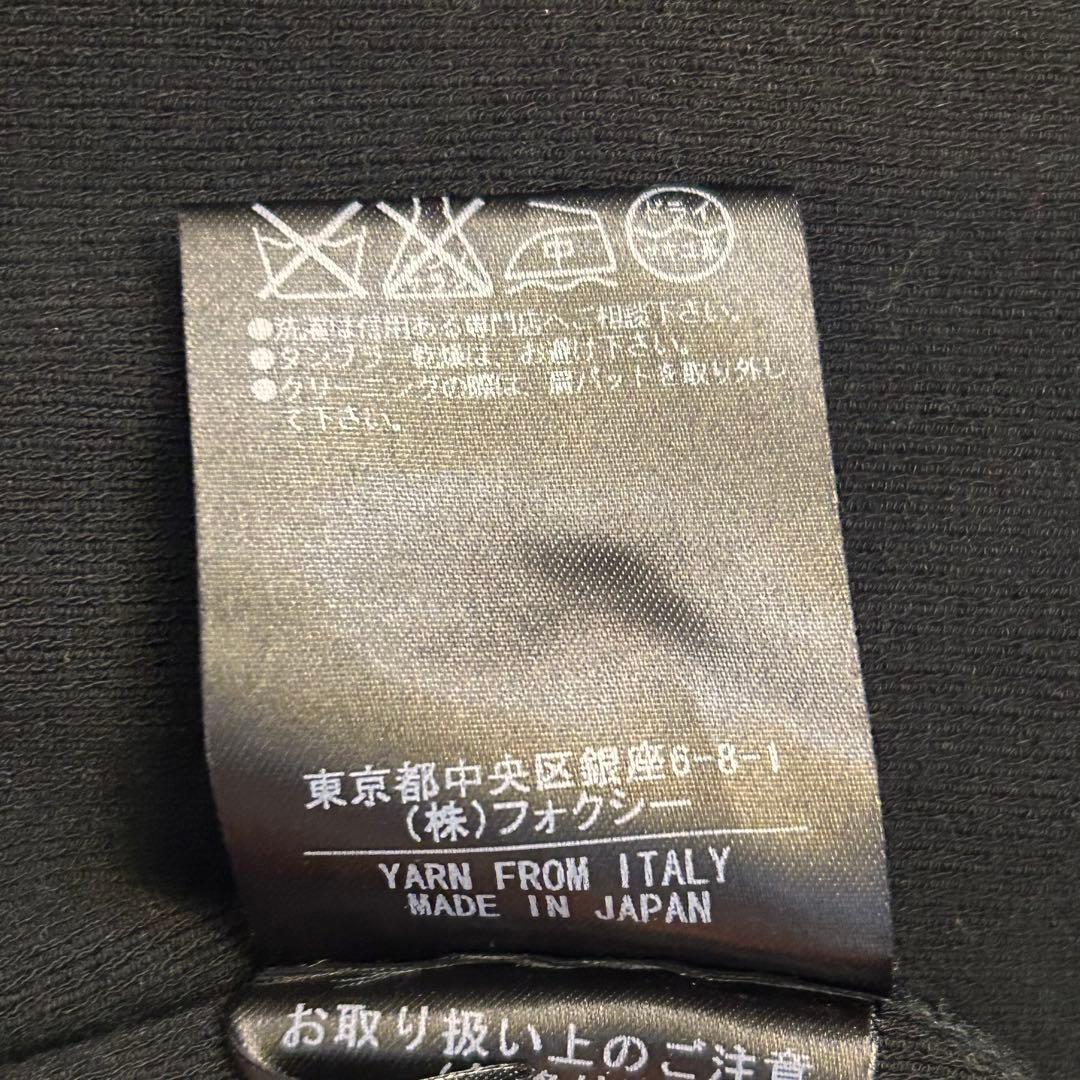 中
ドライ
●洗濯は信用ある専門店へご相談下さい。
●タンブラー乾燥は、お避け下さい。
●クリーニングの際は、肩パットを取り外し
て下さい。
東京都中央区銀座6-8-1
(株)フォクシー
YARN FROM ITALY
MADE IN JAPAN
お取り扱い上のご注意